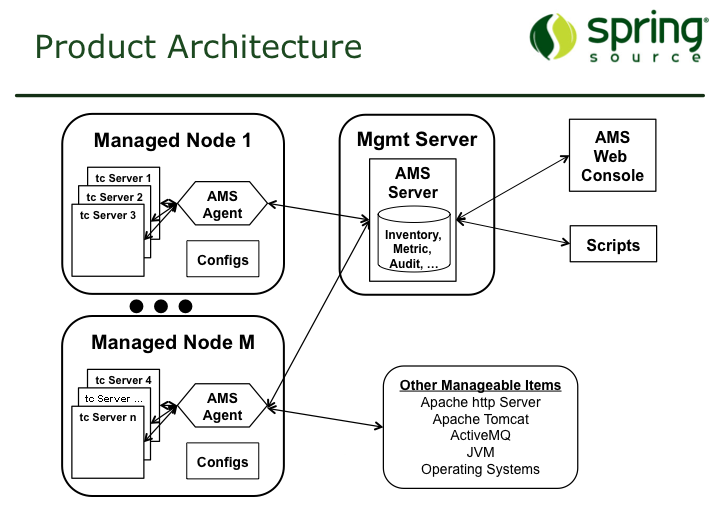 Product Architecture
spring
source
Managed Node 1
tc Server 1
tc Server 2
tc Server 3
AMS
Agent
Configs
Mgmt Server
AMS
Server
Inventory,
Metric,
Audit, ...
AMS
Web
Console
Scripts
Managed Node M
tc Server 4
tc Server ...
tc Server n
AMS
Agent
Configs
Other Manageable Items
Apache http Server
Apache Tomcat
ActiveMQ
JVM
Operating Systems